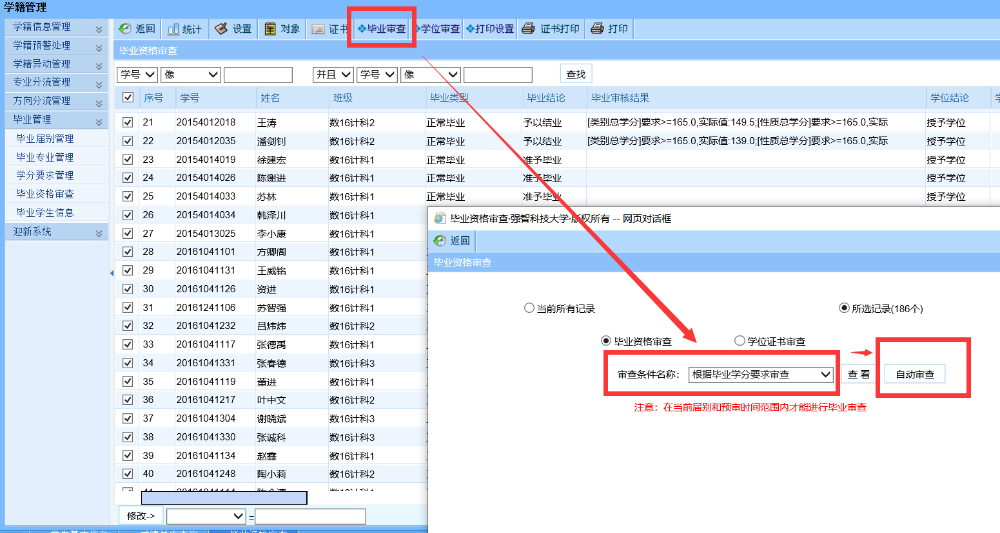 学籍管理
学籍信息管理
学籍预警处理
学籍异动管理
专业分流管理
方向分流管理
毕业管理
毕业届别管理
毕业专业管理
学分要求管理
毕业资格审查
毕业学生信息
迎新系统
返回 统计 设置 对象 证书 毕业审查 学位审查 打印设置 证书打印 打印
毕业资格审查
学号 像 并且 学号 像 查找
序号 学号 姓名 班级 毕业类型 毕业结论 毕业审核结果 学位结论
21 20154012018 王涛 数16计科2 正常毕业 予以结业 [类别总学分]要求>=165.0,实际值:149.5;[性质总学分]要求>=165.0,实际 授予学位
22 20154012035 潘剑钊 数16计科2 正常毕业 予以结业 [类别总学分]要求>=165.0,实际值:139.0;[性质总学分]要求>=165.0,实际 授予学位
23 20154014019 徐建宏 数16计科1 正常毕业 准予毕业 授予学位
24 20154014026 陈谢进 数16计科1 正常毕业 准予毕业 授予学位
25 20154014033 苏林 数16计科1 正常毕业 准予毕业 授予学位
26 20154014034 韩泽川 数16计科1
27 20154013025 李小康 数16计科1
28 20161041101 方卿阁 数16计科1
29 20161041131 王威铭 数16计科1
30 20161041126 资进 数16计科1
31 20161241106 苏智强 数16计科1
32 20161041232 吕炜炜 数16计科2
33 20161041117 张德禹 数16计科1
34 20161041331 张春德 数16计科3
35 20161041119 董进 数16计科1
36 20161041217 叶中文 数16计科2
37 20161041304 谢晓斌 数16计科3
38 20161041330 张诚科 数16计科3
39 20161041134 赵鑫 数16计科1
40 20161041248 陶小莉 数16计科2
修改-> =
毕业资格审查·强智科技大学·版权所有 -- 网页对话框
返回
毕业资格审查
当前所有记录 所选记录(186个)
毕业资格审查 学位证书审查
审查条件名称： 根据毕业学分要求审查 查 看 自动审查
注意：在当前届别和预审时间范围内才能进行毕业审查